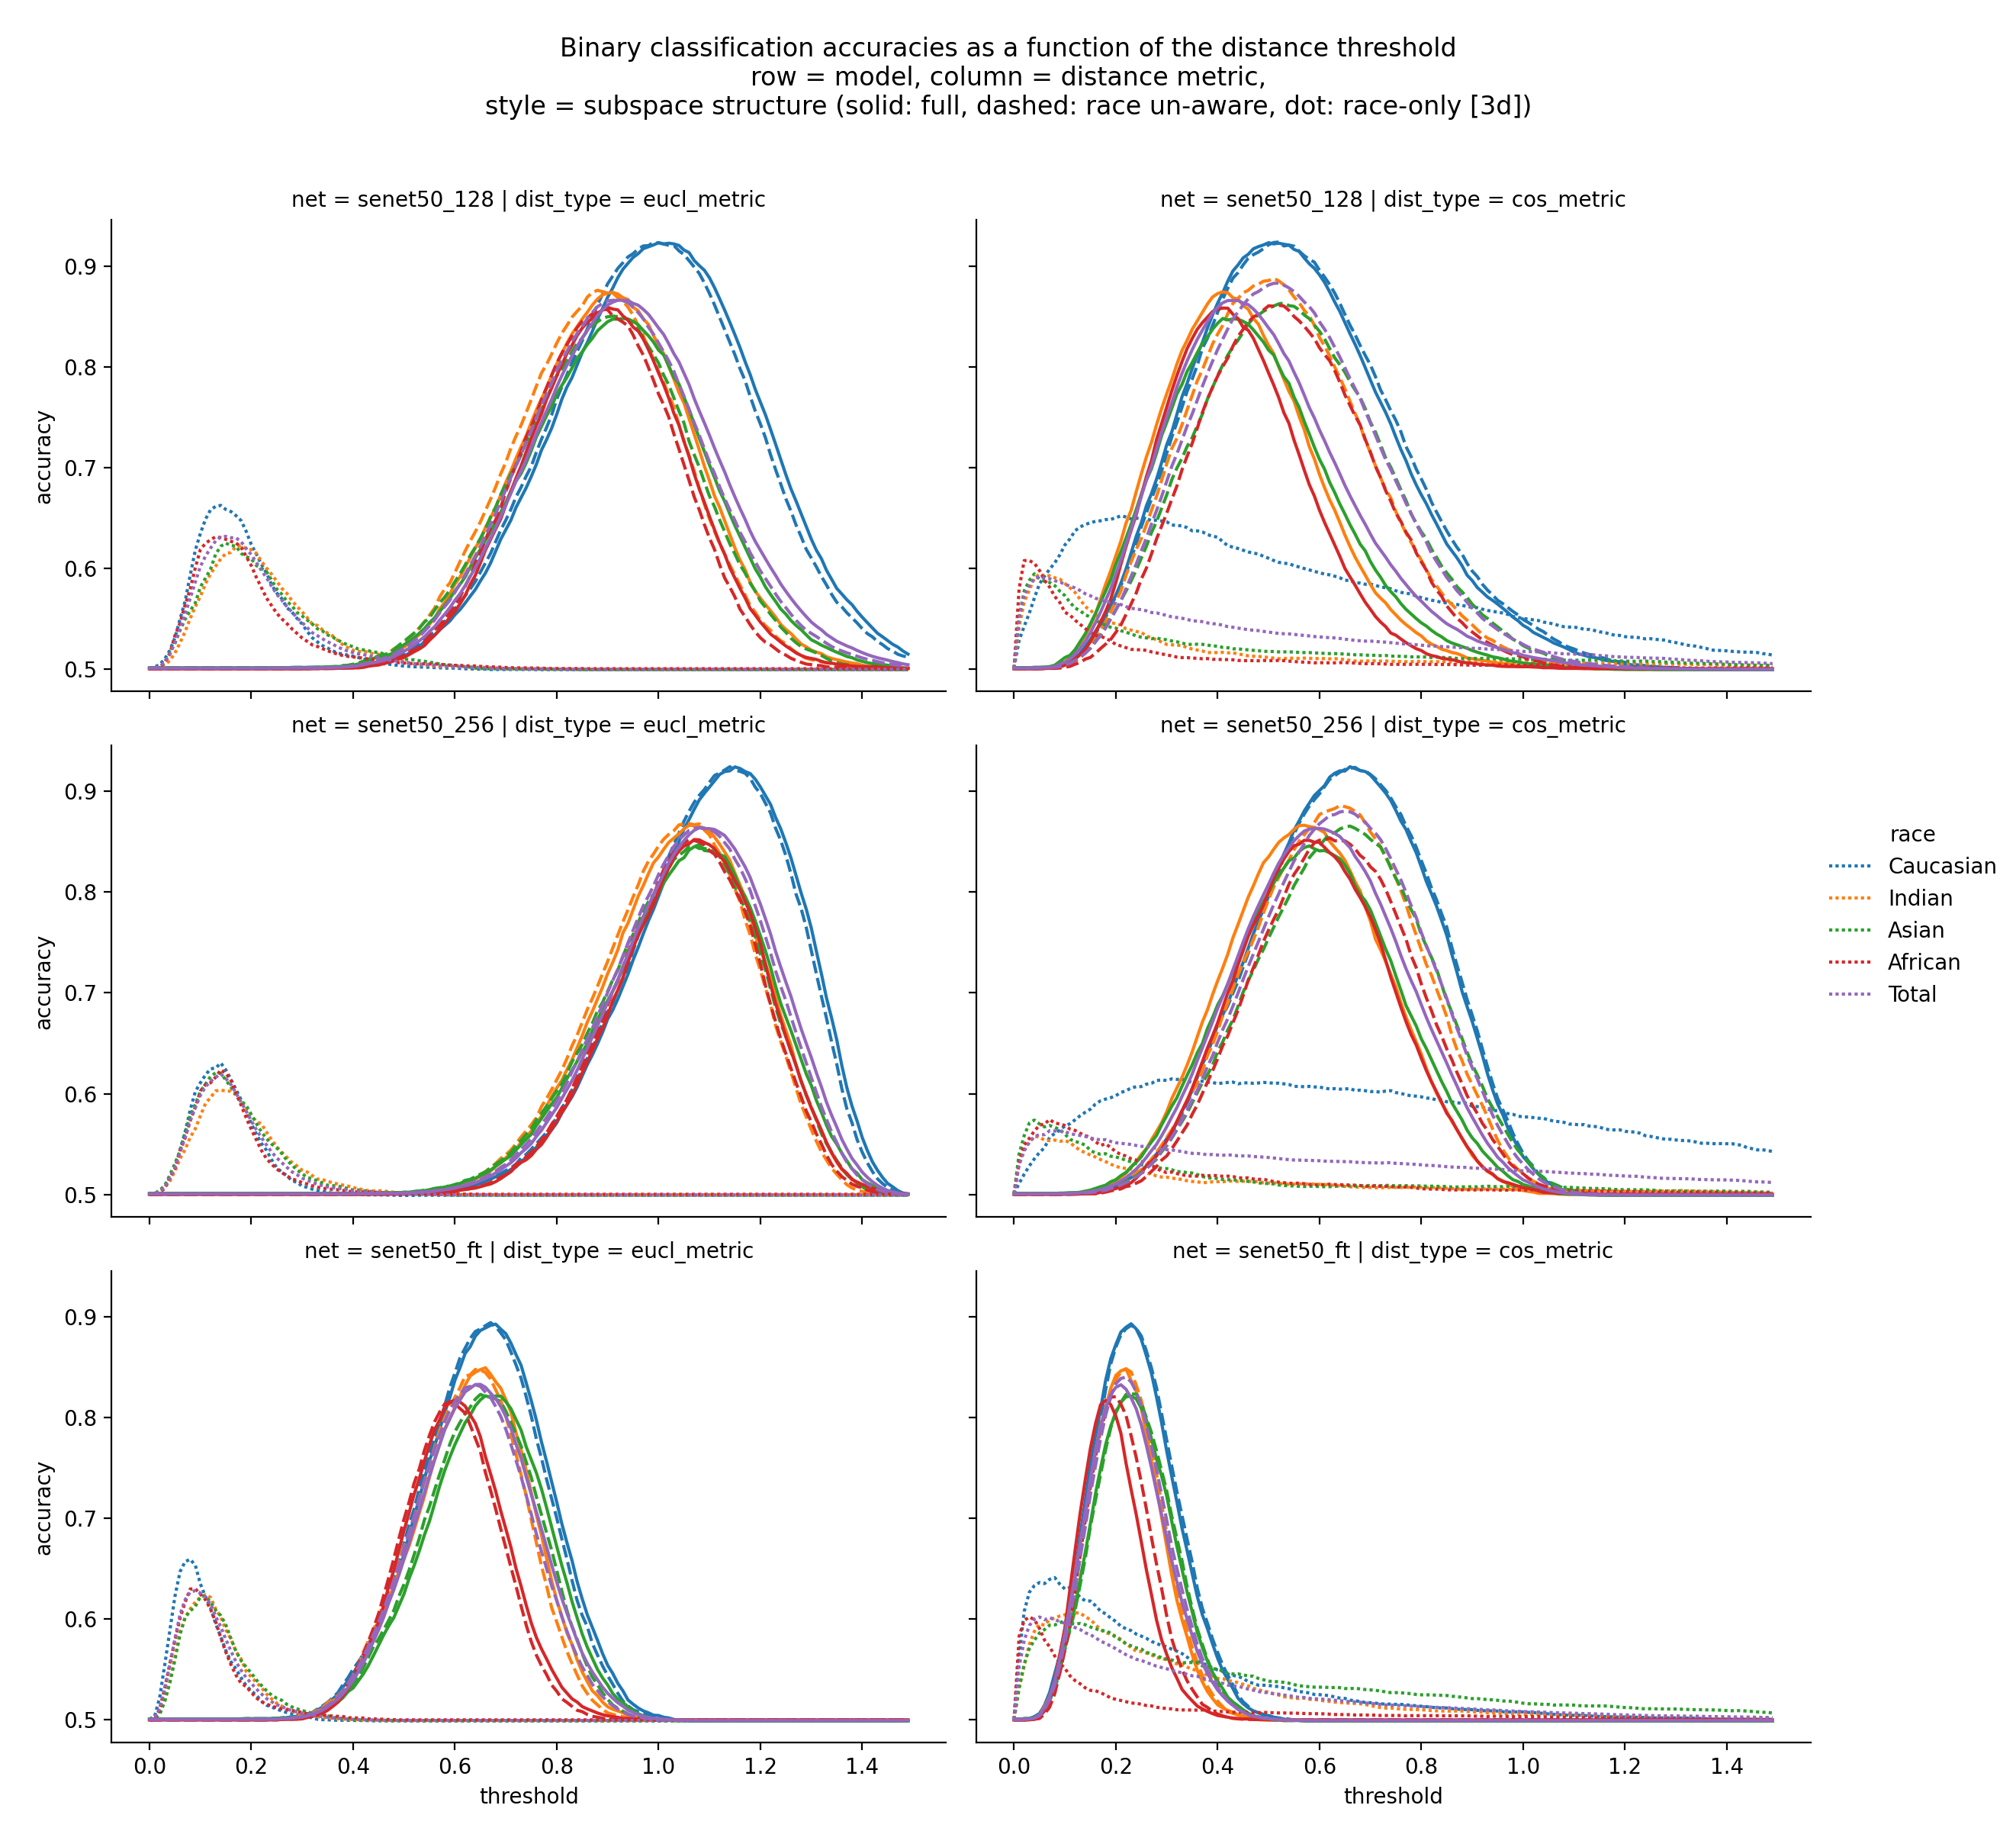 Binary classification accuracies as a function of the distance threshold
row = model, column = distance metric,
style = subspace structure (solid: full, dashed: race un-aware, dot: race-only [3d])
net = senet50_128 | dist_type = eucl_metric
net = senet50_128 | dist_type = cos_metric
0.9
0.8
0.7
0.6
0.5
accuracy
net = senet50_256 | dist_type = eucl_metric
net = senet50_256 | dist_type = cos_metric
0.9
0.8
0.7
0.6
0.5
accuracy
race
Caucasian
Indian
Asian
African
Total
net = senet50_ft | dist_type = eucl_metric
net = senet50_ft | dist_type = cos_metric
0.9
0.8
0.7
0.6
0.5
accuracy
0.0 0.2 0.4 0.6 0.8 1.0 1.2 1.4
0.0 0.2 0.4 0.6 0.8 1.0 1.2 1.4
threshold
threshold